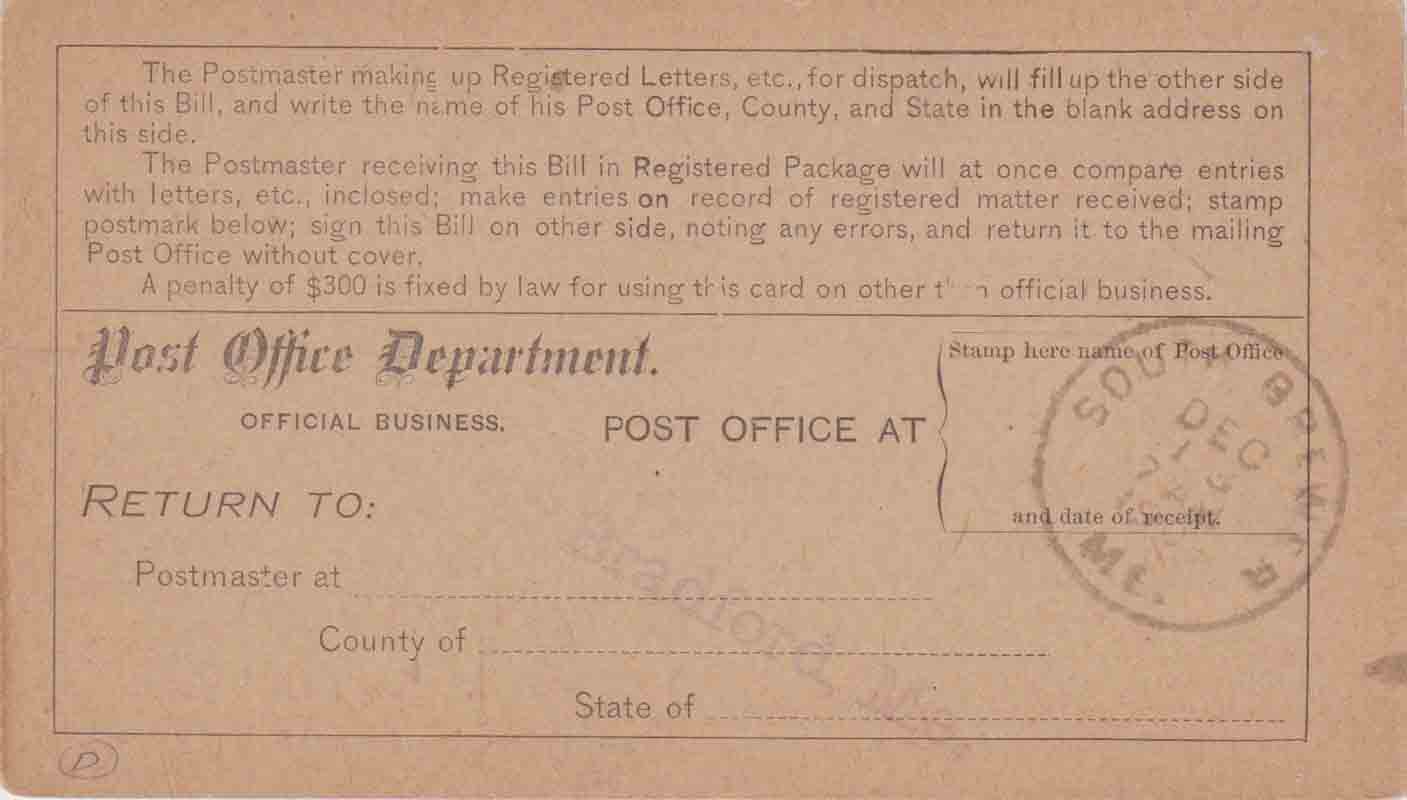 The Postmaster making up Registered Letters, etc., for dispatch, will fill up the other side
of this Bill, and write the name of his Post Office, County, and State in the blank address on
this side.
The Postmaster receiving this Bill in Registered Package will at once compare entries
with letters, etc., inclosed; make entries on record of registered matter received; stamp
postmark below; sign this Bill on other side, noting any errors, and return it to the mailing
Post Office without cover.
A penalty of $300 is fixed by law for using this card on other than official business.
Post Office Department.
OFFICIAL BUSINESS.
POST OFFICE AT
Stamp here name of Post Office
and date of receipt.
SOUTH BREWER
DEC
ME.
RETURN TO:
Postmaster at
County of
State of
D